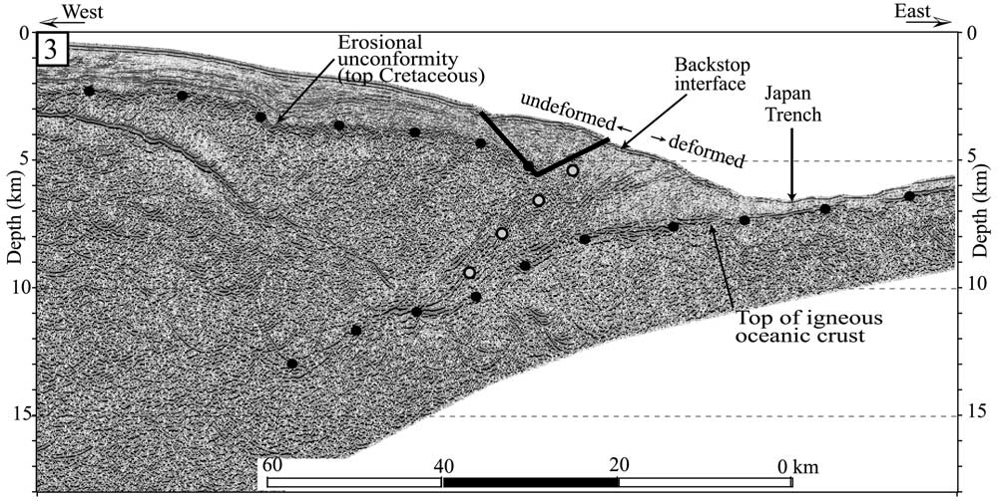 West
East
0
3
0
Erosional
unconformity
(top Cretaceous)
Backstop
interface
Japan
Trench
undeformed
deformed
5
5
Depth (km)
Depth (km)
10
10
Top of igneous
oceanic crust
15
15
60
40
20
0 km